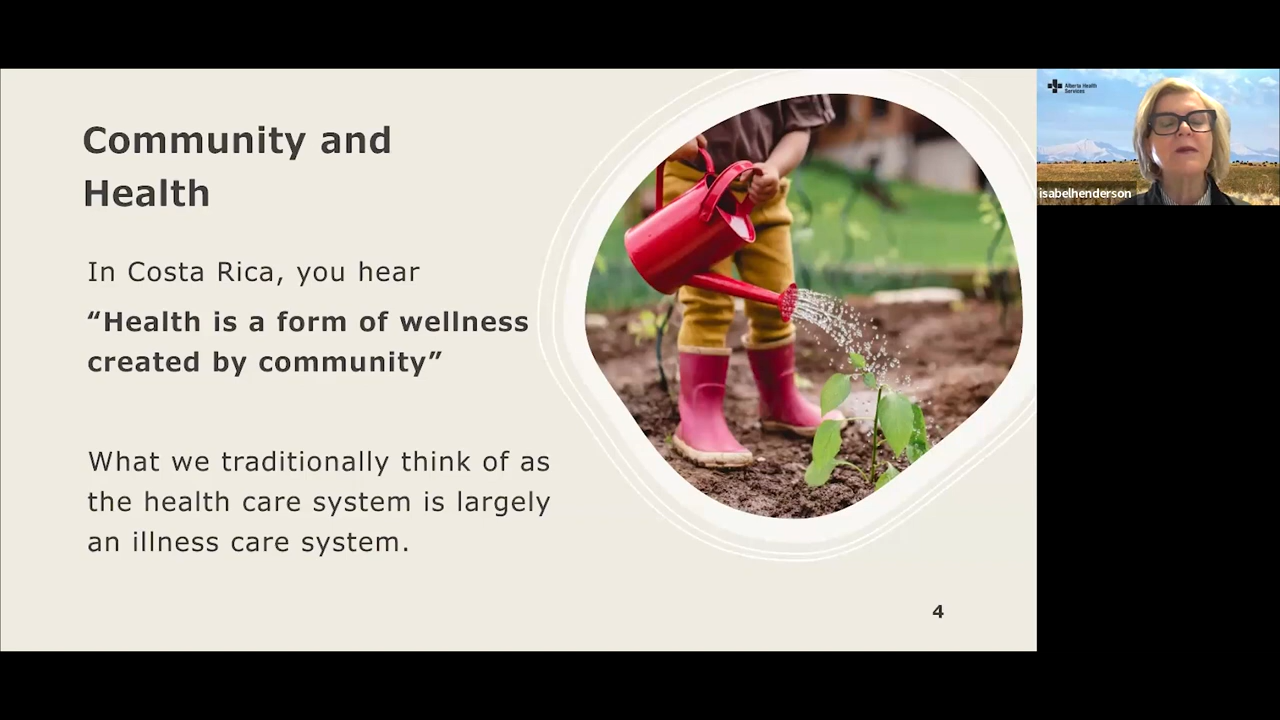 Community and
Health
In Costa Rica, you hear
“Health is a form of wellness
created by community”
What we traditionally think of as
the health care system is largely
an illness care system.
4
Alberta Health
Services
isabelhenderson